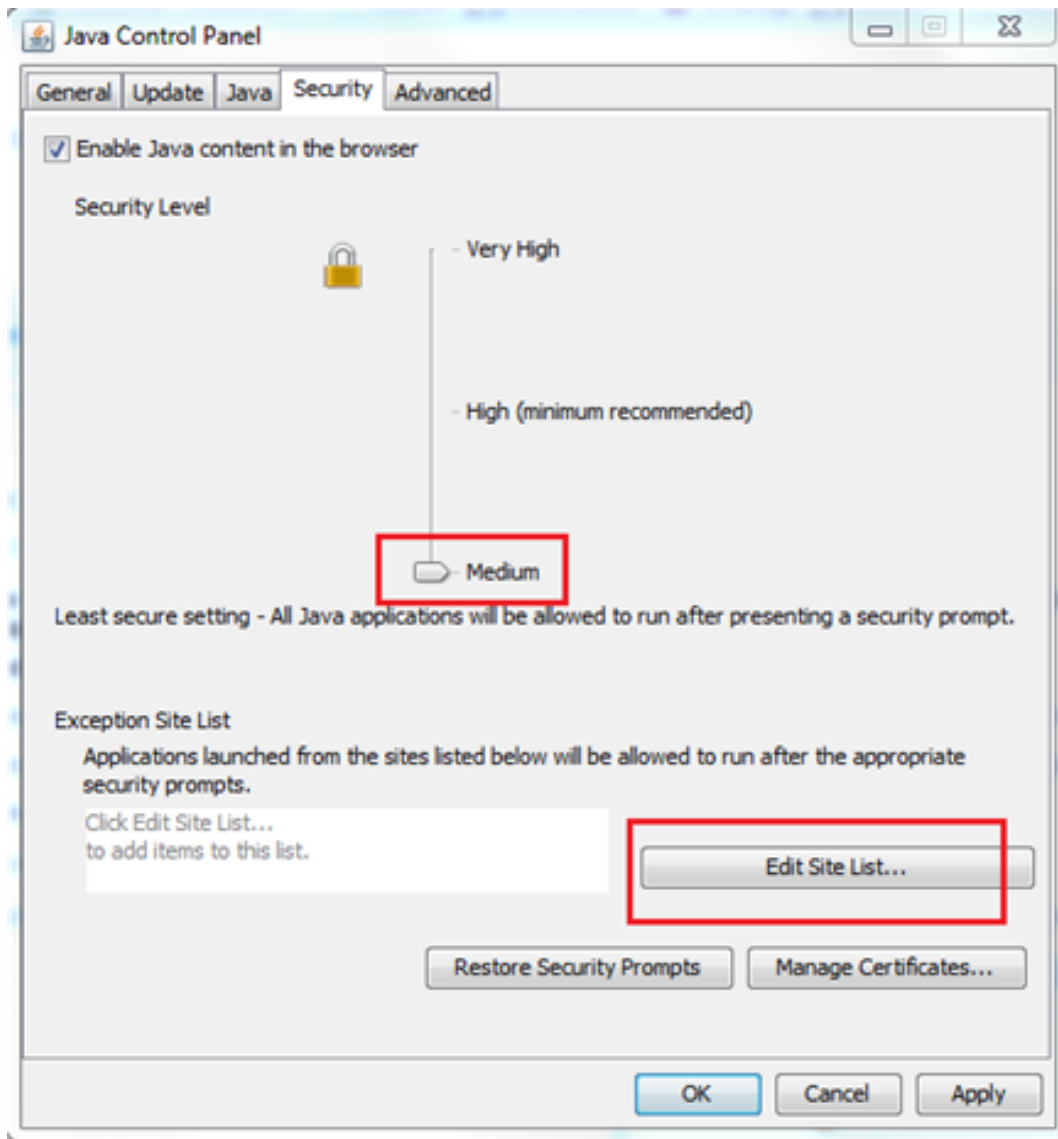 Java Control Panel
General Update Java Security Advanced
Enable Java content in the browser
Security Level
Very High
High (minimum recommended)
Medium
Least secure setting - All Java applications will be allowed to run after presenting a security prompt.
Exception Site List
Applications launched from the sites listed below will be allowed to run after the appropriate
security prompts.
Click Edit Site List...
to add items to this list.
Edit Site List...
Restore Security Prompts Manage Certificates...
OK Cancel Apply